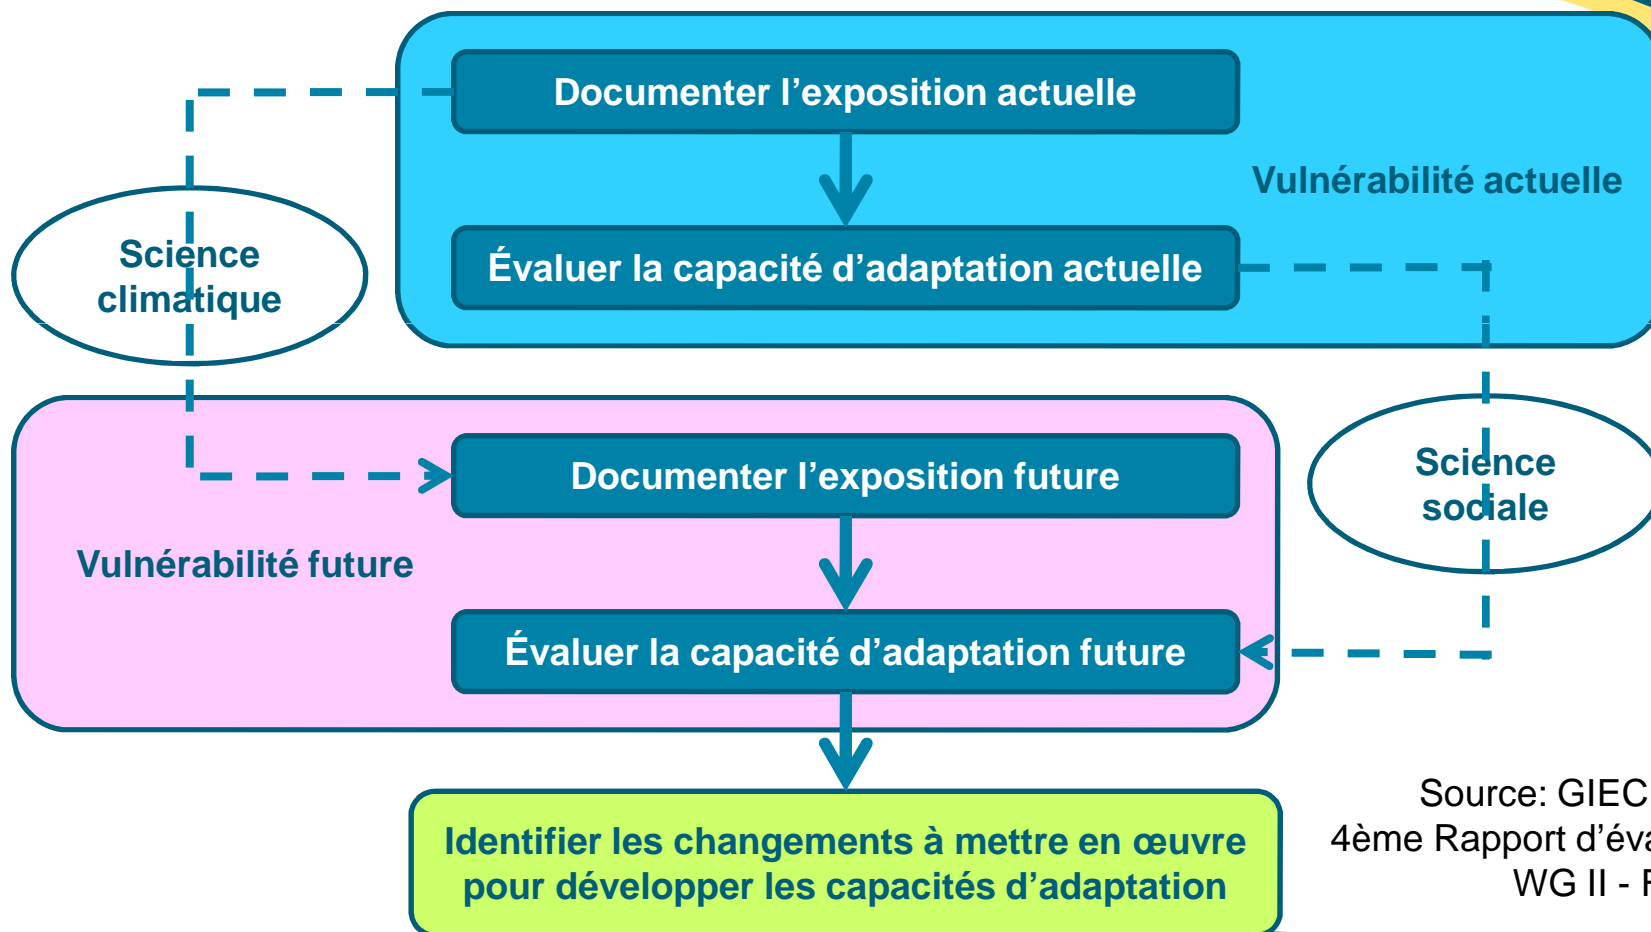 Documenter l’exposition actuelle
Vulnérabilité actuelle
Évaluer la capacité d’adaptation actuelle
Science
climatique
Documenter l’exposition future
Science
sociale
Vulnérabilité future
Évaluer la capacité d’adaptation future
Identifier les changements à mettre en œuvre
pour développer les capacités d’adaptation
Source: GIEC
4ème Rapport
WG II -